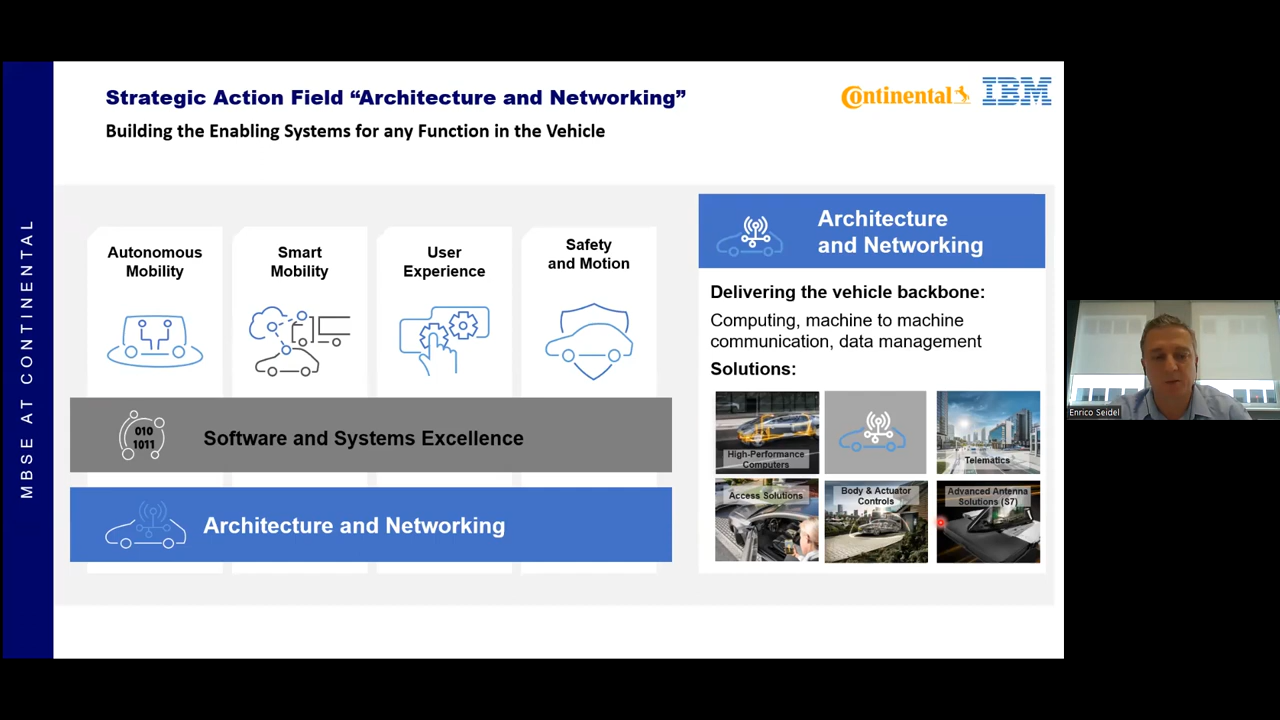 MBSE AT CONTINENTAL
Strategic Action Field “Architecture and Networking”
Building the Enabling Systems for any Function in the Vehicle
Continental
IBM
Autonomous
Mobility
Smart
Mobility
User
Experience
Safety
and Motion
010
1011
Software and Systems Excellence
Architecture and Networking
Architecture
and Networking
Delivering the vehicle backbone:
Computing, machine to machine
communication, data management
Solutions:
High-Performance
Computers
Telematics
Access Solutions
Body & Actuator
Controls
Advanced Antenna
Solutions (S7)
Enrico Seidel